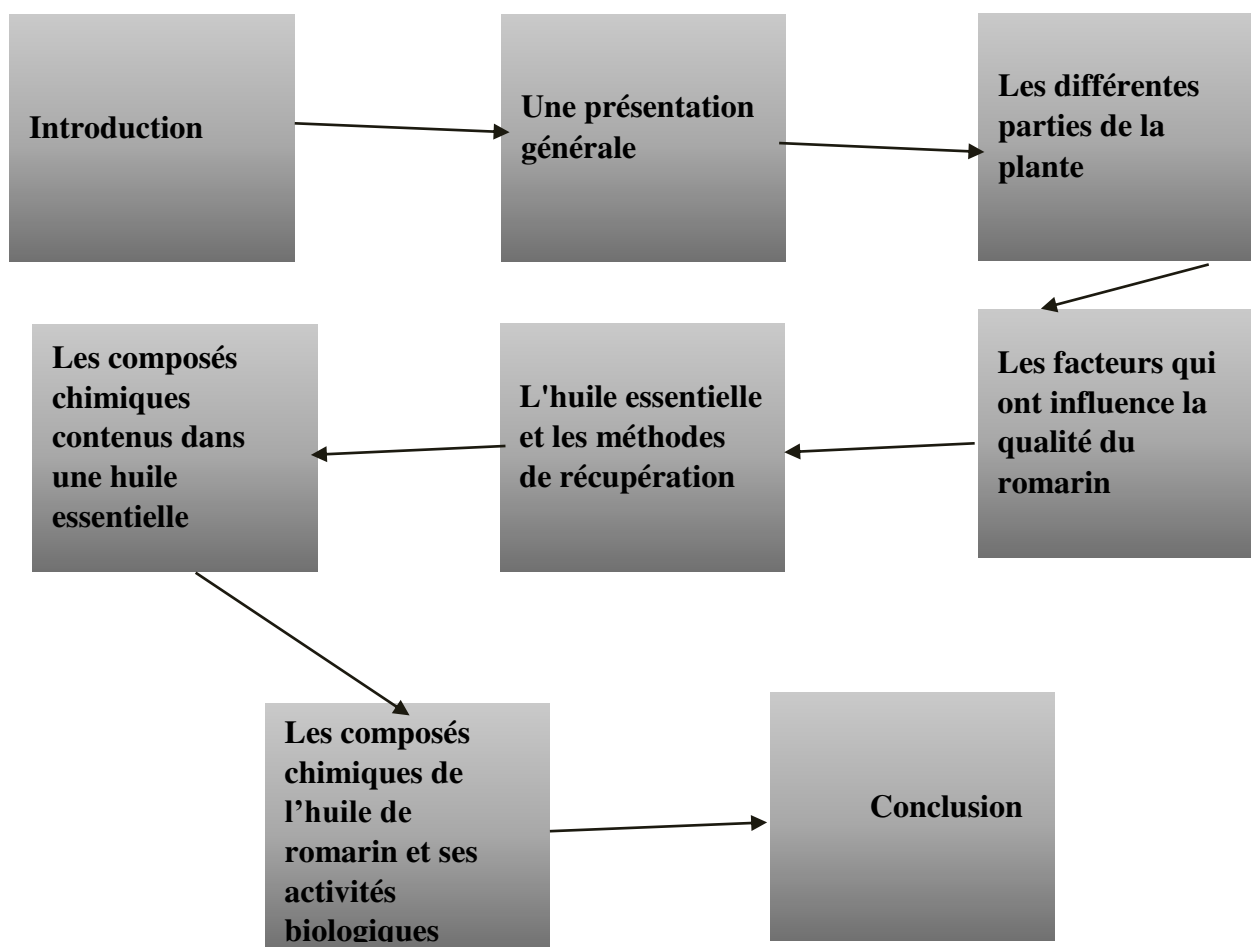 Introduction
Une présentation
générale
Les différentes
parties de la
plante
Les facteurs qui
ont influence la
qualité du
romarin
L'huile essentielle
et les méthodes
de récupération
Les composés
chimiques
contenus dans
une huile
essentielle
Les composés
chimiques de
l’huile de
romarin et ses
activités
biologiques
Conclusion